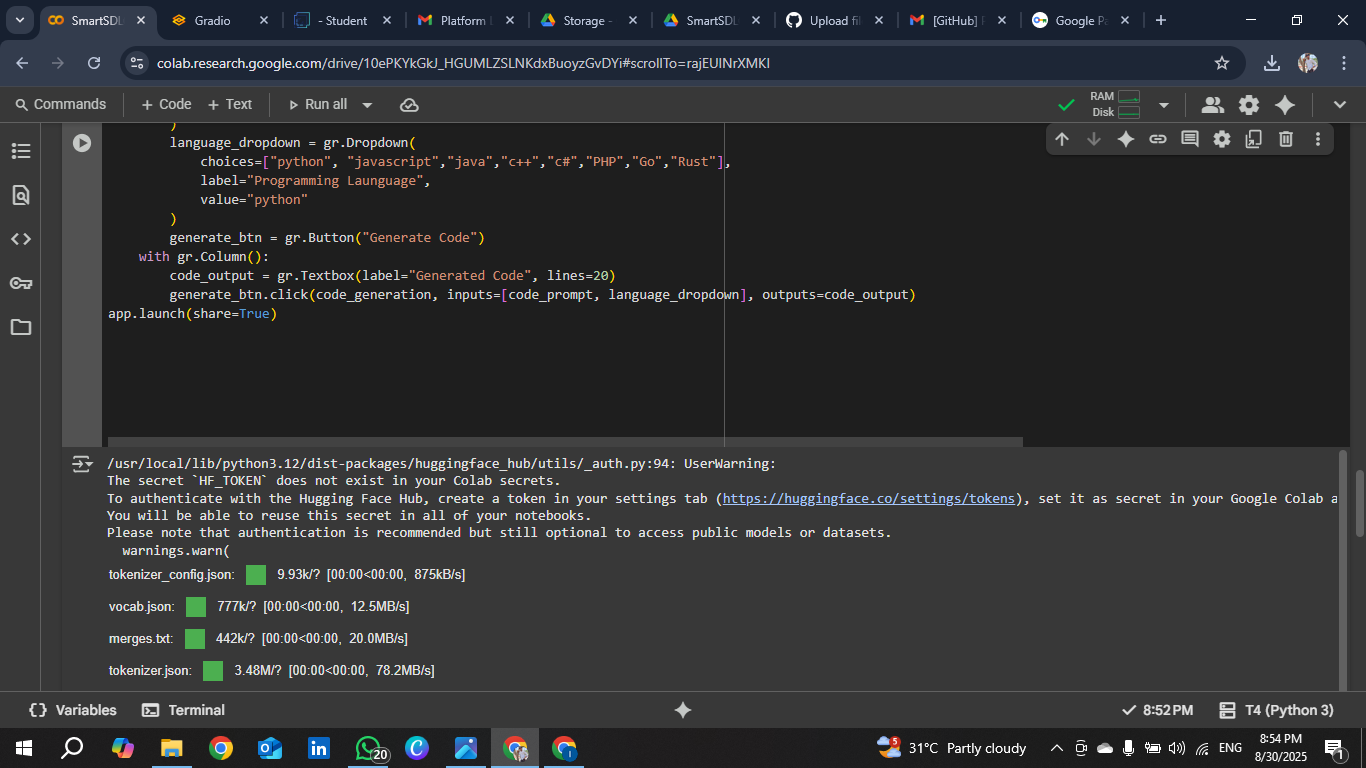 SmartSDL
Gradio
- Student
Platform L
Storage -
SmartSDL
Upload fil
[GitHub] P
Google Pa
colab.research.google.com/drive/10ePKYkGkJ_HGUMLZSLNKdxBuoyzGvDYi#scrollTo=rajEUINrXMKI
Commands
+ Code
+ Text
Run all
RAM
Disk
)
language_dropdown = gr.Dropdown(
choices=["python", "javascript","java","c++","c#","PHP","Go","Rust"],
label="Programming Launguage",
value="python"
)
generate_btn = gr.Button("Generate Code")
with gr.Column():
code_output = gr.Textbox(label="Generated Code", lines=20)
generate_btn.click(code_generation, inputs=[code_prompt, language_dropdown], outputs=code_output)
app.launch(share=True)
/usr/local/lib/python3.12/dist-packages/huggingface_hub/utils/_auth.py:94: UserWarning:
The secret `HF_TOKEN` does not exist in your Colab secrets.
To authenticate with the Hugging Face Hub, create a token in your settings tab (https://huggingface.co/settings/tokens), set it as secret in your Google Colab a
You will be able to reuse this secret in all of your notebooks.
Please note that authentication is recommended but still optional to access public models or datasets.
warnings.warn(
tokenizer_config.json: 9.93k/? [00:00<00:00, 875kB/s]
vocab.json: 777k/? [00:00<00:00, 12.5MB/s]
merges.txt: 442k/? [00:00<00:00, 20.0MB/s]
tokenizer.json: 3.48M/? [00:00<00:00, 78.2MB/s]
Variables
Terminal
8:52 PM
T4 (Python 3)
20
5
31°C Partly cloudy
ENG
8:54 PM
8/30/2025
1